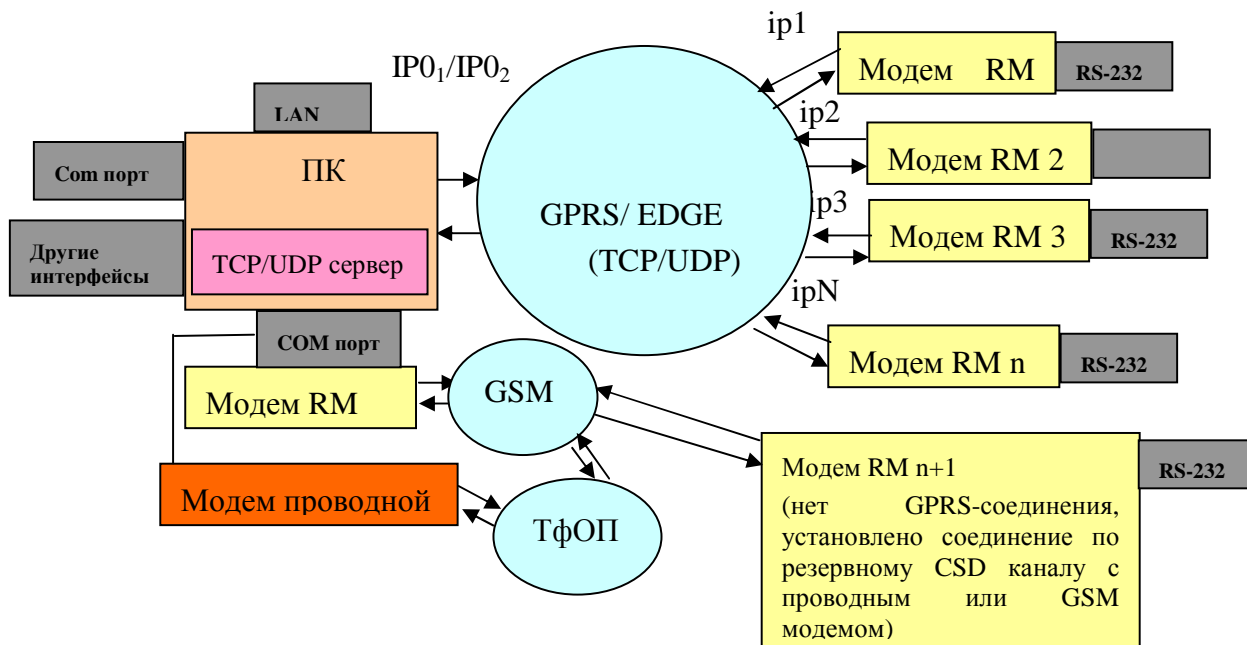 ip1
IP0₁/IP0₂
Модем RM
RS-232
LAN
ip2
ПК
Com порт
Модем RM 2
ip3
GPRS/ EDGE
(TCP/UDP)
Модем RM 3
RS-232
Другие
интерфейсы
TCP/UDP сервер
ipN
COM порт
Модем RM n
RS-232
Модем RM
GSM
Модем RM n+1
RS-232
(нет GPRS-соединения,
установлено соединение по
резервному CSD каналу с
проводным или GSM
модемом)
Модем проводной
ТфОП